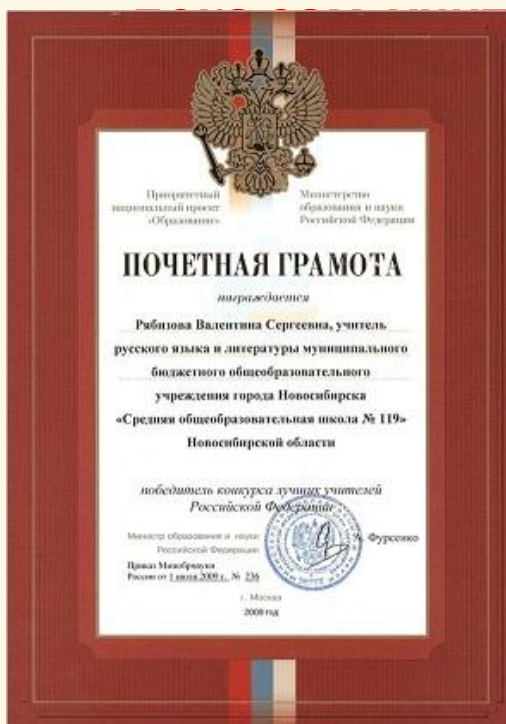 Приоритетный
национальный проект
«Образование»
Министерство
образования и науки
Российской Федерации
ПОЧЕТНАЯ ГРАМОТА
награждается
Рябизова Валентина Сергеевна, учитель
русского языка и литературы муниципального
бюджетного общеобразовательного
учреждения города Новосибирска
«Средняя общеобразовательная школа № 119»
Новосибирской области
победитель конкурса лучших учителей
Российской Федерации
Министр образования и науки
Российской Федерации
Фурсенко
Приказ Минобрнауки
России от 1 июля 2009 г. № 236
г. Москва
2009 год